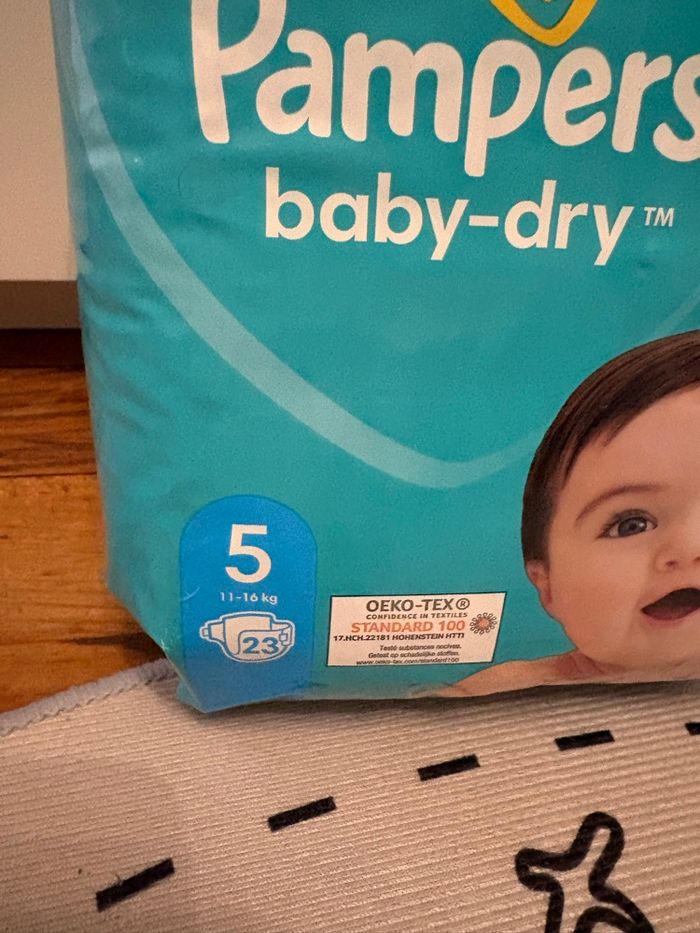 Pampers
baby-dry™
5
11-16 kg
23
OEKO-TEX®
CONFIDENCE IN TEXTILES
STANDARD 100
17.HCH.22181 HOHENSTEIN HTTI
Testé substances nocives.
Getest op schadelijke stoffen.
www.oeko-tex.com/standard100